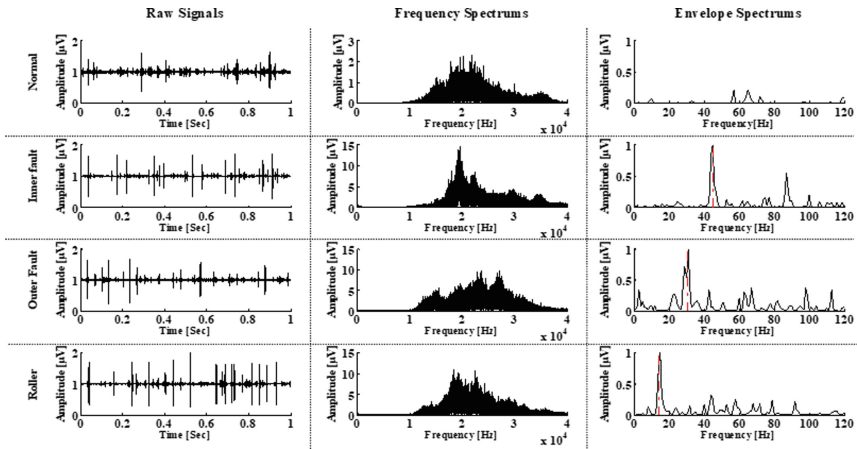 Raw Signals Frequency Spectrums Envelope Spectrums
Normal
Amplitude [µV]
2
1
0
0 0.2 0.4 0.6 0.8 1
Time [Sec]
Amplitude [µV]
3
2
1
0
0 1 2 3 4
Frequency [Hz]
x 10^4
Amplitude [µV]
1
0.5
0
0 20 40 60 80 100 120
Frequency[Hz]
Inner fault
Amplitude [µV]
2
1
0
0 0.2 0.4 0.6 0.8 1
Time [Sec]
Amplitude [µV]
15
10
5
0
0 1 2 3 4
Frequency [Hz]
x 10^4
Amplitude [µV]
1
0.5
0
0 20 40 60 80 100 120
Frequency [Hz]
Outer Fault
Amplitude [µV]
2
1
0
0 0.2 0.4 0.6 0.8 1
Time [Sec]
Amplitude [µV]
15
10
5
0
0 1 2 3 4
Frequency [Hz]
x 10^4
Amplitude [µV]
1
0.5
0
0 20 40 60 80 100 120
Frequency [Hz]
Roller
Amplitude [µV]
2
1
0
0 0.2 0.4 0.6 0.8 1
Time [Sec]
Amplitude [µV]
15
10
5
0
0 1 2 3 4
Frequency [Hz]
x 10^4
Amplitude [µV]
1
0.5
0
0 20 40 60 80 100 120
Frequency [Hz]